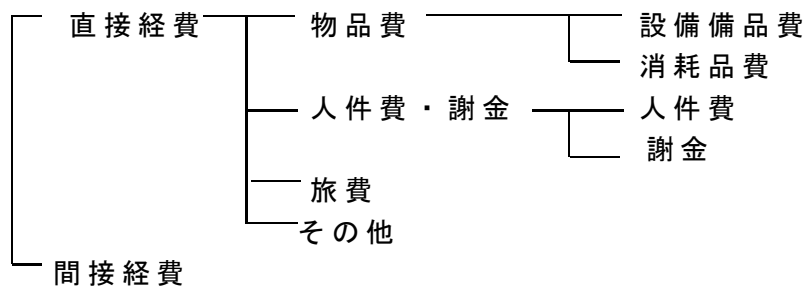 直接経費 物品費 設備備品費
消耗品費
人件費・謝金 人件費
謝金
旅費
その他
間接経費